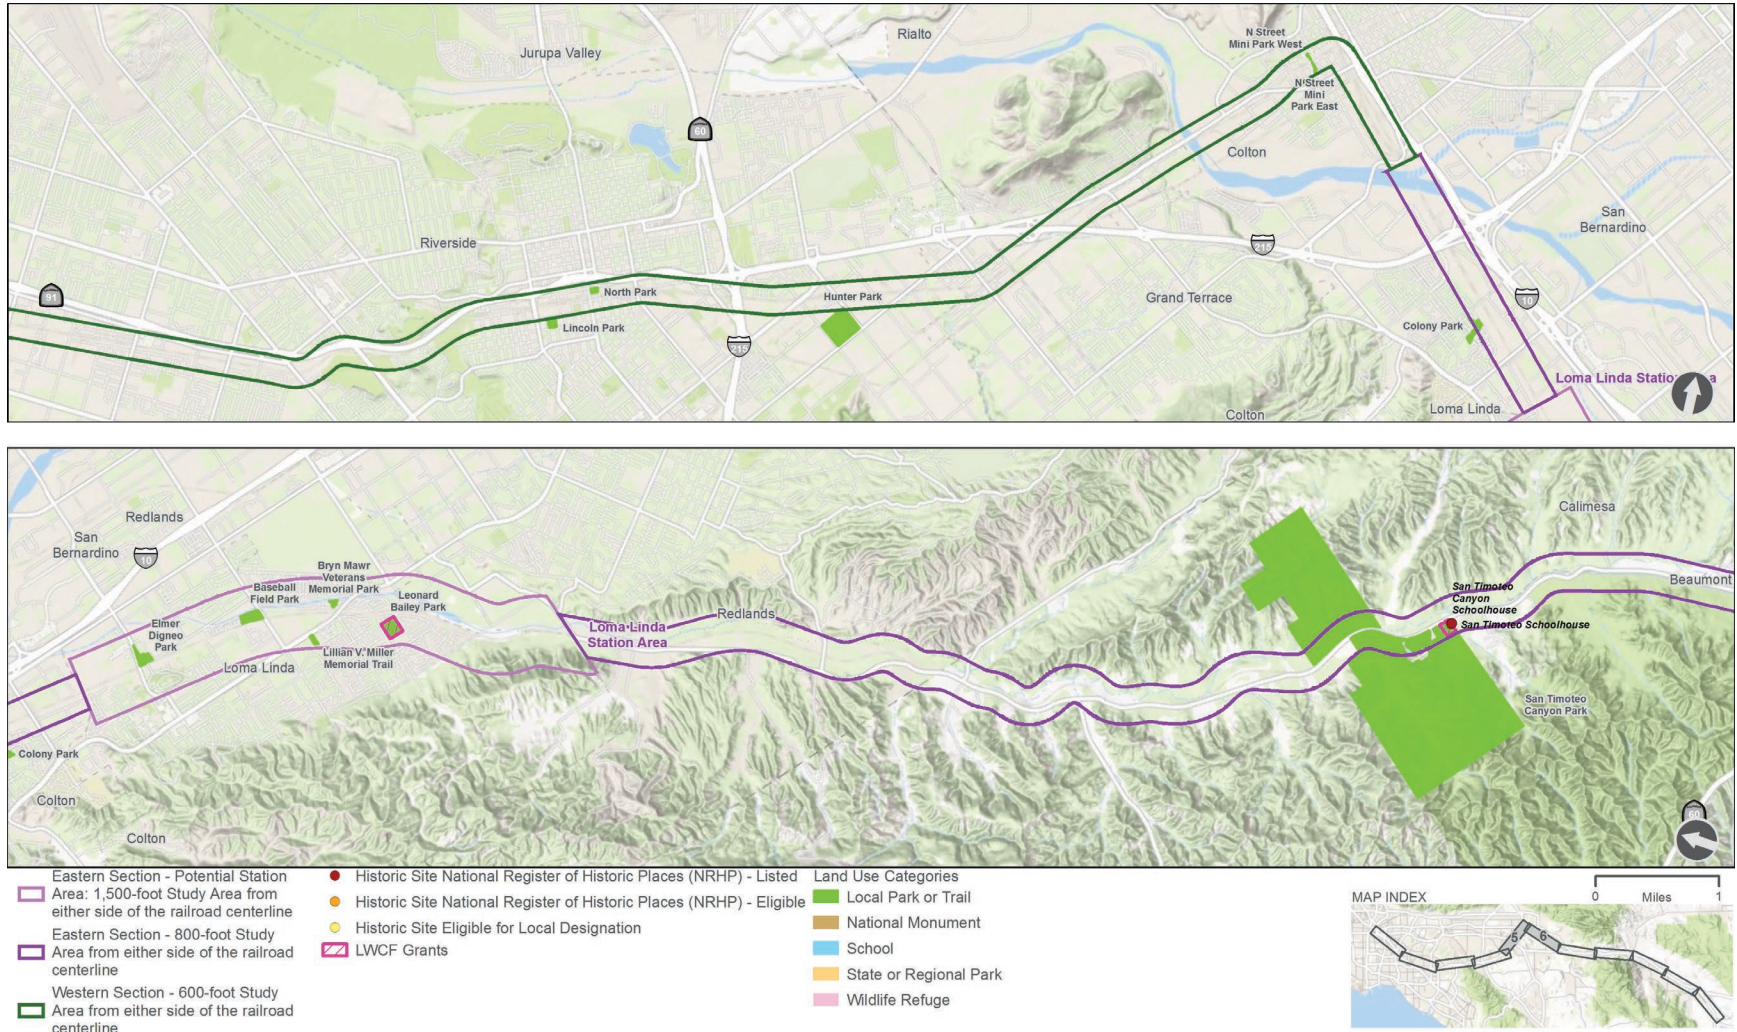 Rialto
N Street
Mini Park West
Jurupa Valley
N Street
Mini
Park East
60
Colton
San
Bernardino
Riverside
215
91
North Park
Hunter Park
Grand Terrace
10
Lincoln Park
Colony Park
215
Loma Linda Station
a
Colton
Loma Linda
Calimesa
Redlands
San
Bernardino
10
Bryn Mawr
Veterans
Memorial Park
Baseball
Field Park
Leonard
Bailey Park
San Timoteo
Canyon
Schoolhouse
Beaumont
Redlands
Elmer
Digneo
Park
Loma Linda
Station Area
San Timoteo Schoolhouse
Lillian V. Miller
Memorial Trail
Loma Linda
San Timoteo
Canyon Park
Colony Park
Colton
60
Colton
Eastern Section - Potential Station
Area: 1,500-foot Study Area from
either side of the railroad centerline
Eastern Section - 800-foot Study
Area from either side of the railroad
centerline
Western Section - 600-foot Study
Area from either side of the railroad
centerline
Historic Site National Register of Historic Places (NRHP) - Listed
Historic Site National Register of Historic Places (NRHP) - Eligible
Historic Site Eligible for Local Designation
LWCF Grants
Land Use Categories
Local Park or Trail
National Monument
School
State or Regional Park
Wildlife Refuge
MAP INDEX
0 Miles 1
5
6